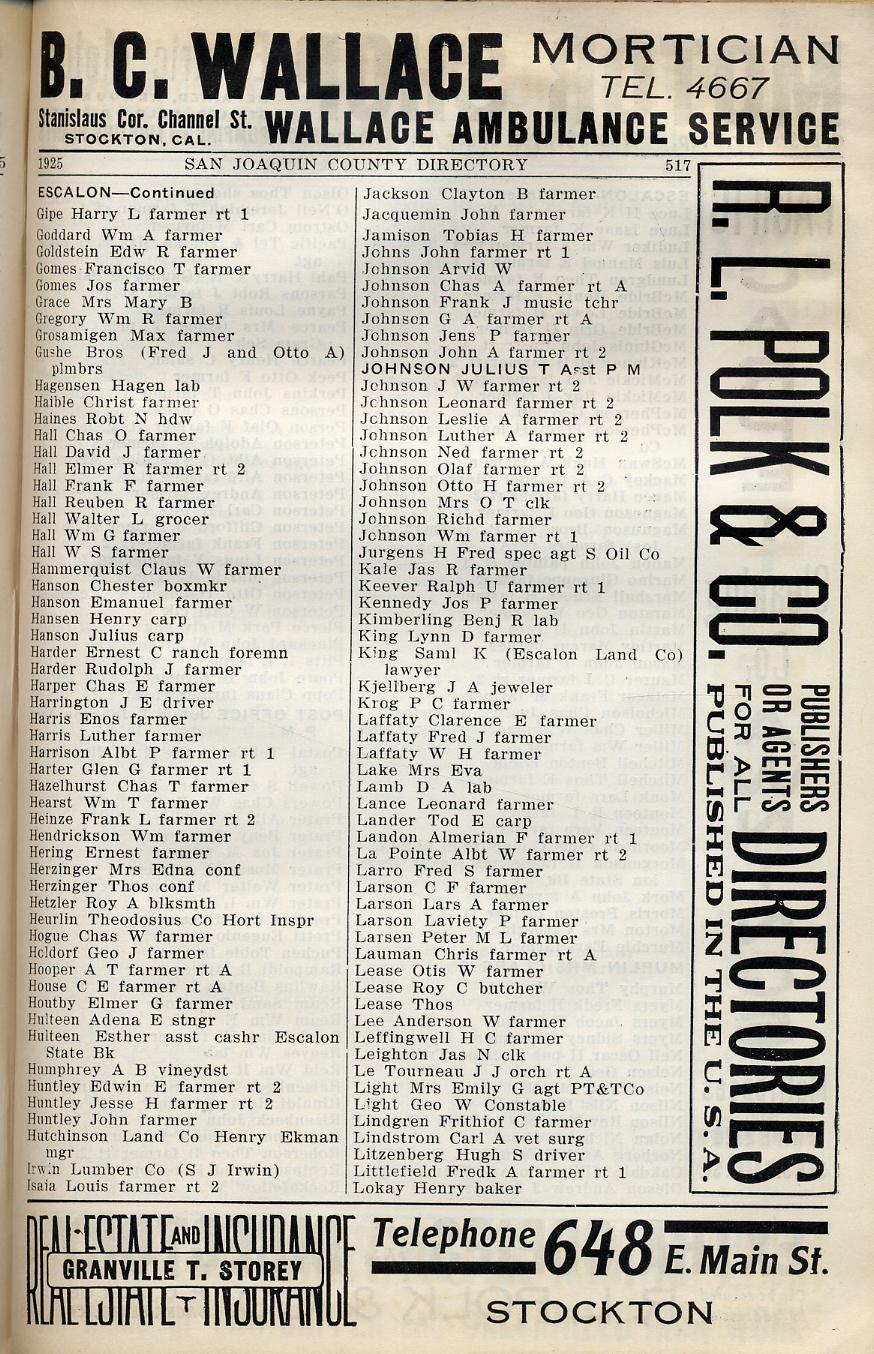 B. C. WALLACE MORTICIAN
TEL. 4667
Stanislaus Cor. Channel St.
STOCKTON, CAL.
WALLACE AMBULANCE SERVICE
1925 SAN JOAQUIN COUNTY DIRECTORY 517
ESCALON—Continued
Gipe Harry L farmer rt 1
Goddard Wm A farmer
Goldstein Edw R farmer
Gomes Francisco T farmer
Gomes Jos farmer
Grace Mrs Mary B
Gregory Wm R farmer
Grosamigen Max farmer
Gushe Bros (Fred J and Otto A)
plmbrs
Hagensen Hagen lab
Haible Christ farmer
Haines Robt N hdw
Hall Chas O farmer
Hall David J farmer
Hall Elmer R farmer rt 2
Hall Frank F farmer
Hall Reuben R farmer
Hall Walter L grocer
Hall Wm G farmer
Hall W S farmer
Hammerquist Claus W farmer
Hanson Chester boxmkr
Hanson Emanuel farmer
Hansen Henry carp
Hanson Julius carp
Harder Ernest C ranch foremn
Harder Rudolph J farmer
Harper Chas E farmer
Harrington J E driver
Harris Enos farmer
Harris Luther farmer
Harrison Albt P farmer rt 1
Harter Glen G farmer rt 1
Hazelhurst Chas T farmer
Hearst Wm T farmer
Heinze Frank L farmer rt 2
Hendrickson Wm farmer
Hering Ernest farmer
Herzinger Mrs Edna conf
Herzinger Thos conf
Hetzler Roy A blksmth
Heurlin Theodosius Co Hort Inspr
Hogue Chas W farmer
Holdorf Geo J farmer
Hooper A T farmer rt A
House C E farmer rt A
Houtby Elmer G farmer
Hulteen Adena E stngr
Hulteen Esther asst cashr Escalon
State Bk
Humphrey A B vineydst
Huntley Edwin E farmer rt 2
Huntley Jesse H farmer rt 2
Huntley John farmer
Hutchinson Land Co Henry Ekman
mgr
Irwin Lumber Co (S J Irwin)
Isaia Louis farmer rt 2
Jackson Clayton B farmer
Jacquemin John farmer
Jamison Tobias H farmer
Johns John farmer rt 1
Johnson Arvid W
Johnson Chas A farmer rt A
Johnson Frank J music tchr
Johnson G A farmer rt A
Johnson Jens P farmer
Johnson John A farmer rt 2
JOHNSON JULIUS T Asst P M
Johnson J W farmer rt 2
Johnson Leonard farmer rt 2
Johnson Leslie A farmer rt 2
Johnson Luther A farmer rt 2
Johnson Ned farmer rt 2
Johnson Olaf farmer rt 2
Johnson Otto H farmer rt 2
Johnson Mrs O T clk
Johnson Richd farmer
Johnson Wm farmer rt 1
Jurgens H Fred spec agt S Oil Co
Kale Jas R farmer
Keever Ralph U farmer rt 1
Kennedy Jos P farmer
Kimberling Benj R lab
King Lynn D farmer
King Saml K (Escalon Land Co)
lawyer
Kjellberg J A jeweler
Krog P C farmer
Laffaty Clarence E farmer
Laffaty Fred J farmer
Laffaty W H farmer
Lake Mrs Eva
Lamb D A lab
Lance Leonard farmer
Lander Tod E carp
Landon Almerian F farmer rt 1
La Pointe Albt W farmer rt 2
Larro Fred S farmer
Larson C F farmer
Larson Lars A farmer
Larson Laviety P farmer
Larsen Peter M L farmer
Lauman Chris farmer rt A
Lease Otis W farmer
Lease Roy C butcher
Lease Thos
Lee Anderson W farmer
Leffingwell H C farmer
Leighton Jas N clk
Le Tourneau J J orch rt A
Light Mrs Emily G agt PT&TCo
Light Geo W Constable
Lindgren Frithiof C farmer
Lindstrom Carl A vet surg
Litzenberg Hugh S driver
Littlefield Fredk A farmer rt 1
Lokay Henry baker
R. L. POLK & CO.
PUBLISHERS
OR AGENTS
FOR ALL
DIRECTORIES
PUBLISHED IN THE U. S. A.
REAL ESTATE AND INSURANCE
GRANVILLE T. STOREY
REAL ESTATE INSURANCE
Telephone 648 E. Main St.
STOCKTON